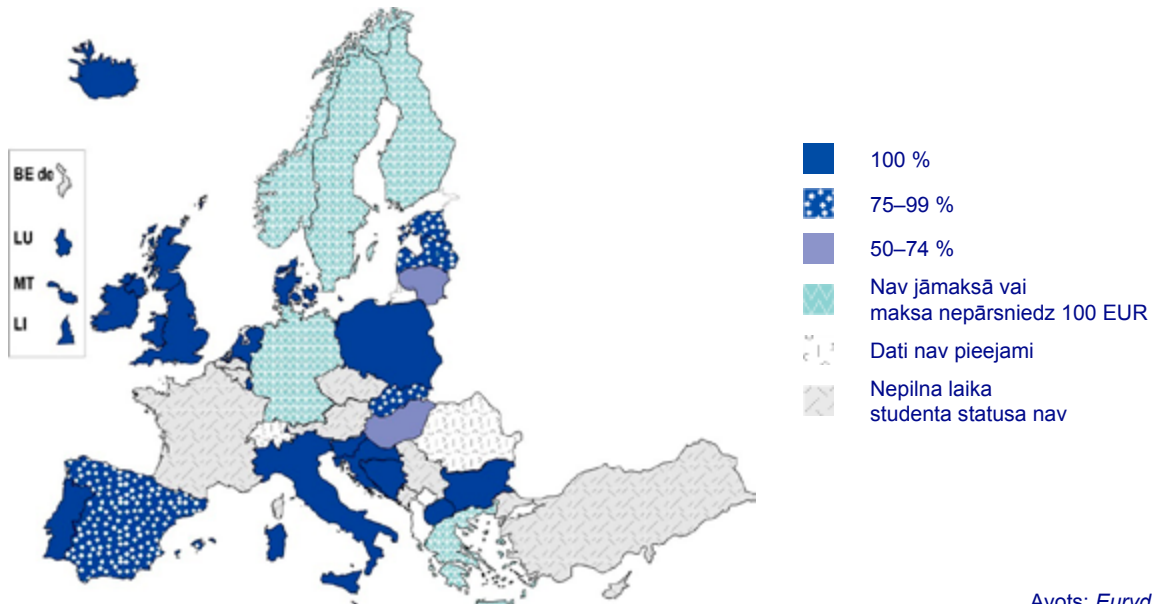 BE de
LU
MT
LI
100 %
75–99 %
50–74 %
Nav jāmaksā vai
maksa nepārsniedz 100 EUR
Dati nav pieejami
Nepilna laika
studenta statusa nav
Avots: Euryd